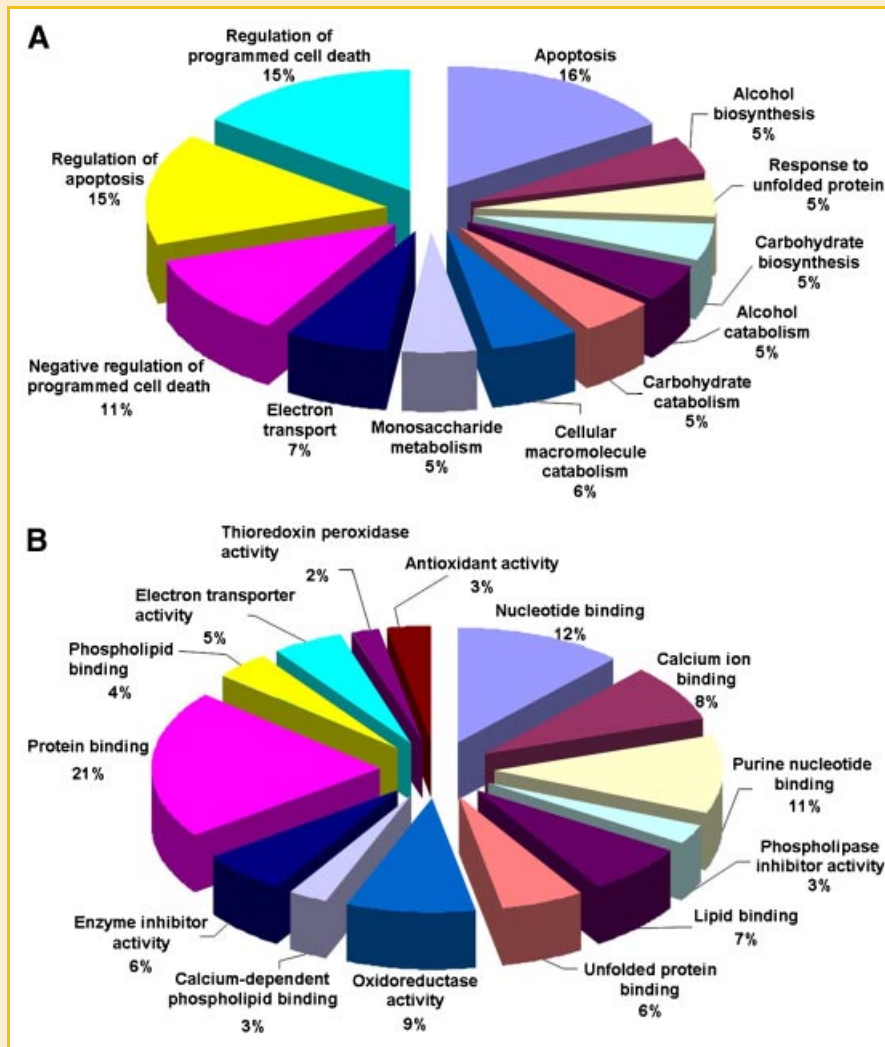 A
Regulation of
programmed cell death
15%
Apoptosis
16%
Alcohol
biosynthesis
5%
Response to
unfolded protein
5%
Carbohydrate
biosynthesis
5%
Alcohol
catabolism
5%
Carbohydrate
catabolism
5%
Cellular
macromolecule
catabolism
6%
Monosaccharide
metabolism
5%
Electron
transport
7%
Negative regulation of
programmed cell death
11%
Regulation of
apoptosis
15%
B
Thioredoxin peroxidase
activity
2%
Antioxidant activity
3%
Nucleotide binding
12%
Calcium ion
binding
8%
Purine nucleotide
binding
11%
Phospholipase
inhibitor activity
3%
Lipid binding
7%
Unfolded protein
binding
6%
Oxidoreductase
activity
9%
Calcium-dependent
phospholipid binding
3%
Enzyme inhibitor
activity
6%
Protein binding
21%
Phospholipid
binding
4%
Electron transporter
activity
5%